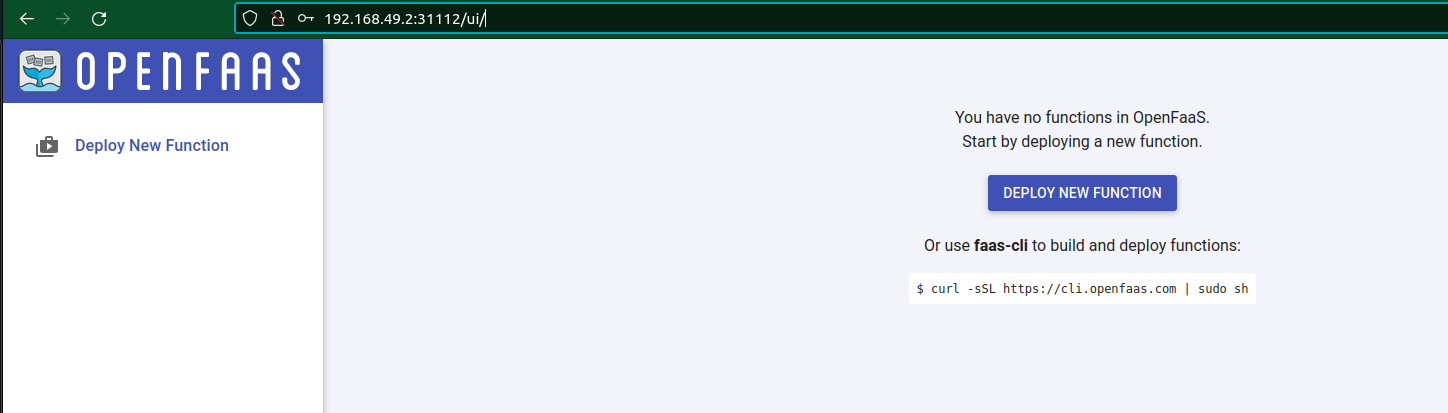 192.168.49.2:31112/ui/
OPENFAAS
Deploy New Function
You have no functions in OpenFaaS.
Start by deploying a new function.
DEPLOY NEW FUNCTION
Or use faas-cli to build and deploy functions:
$ curl -sSL https://cli.openfaas.com | sudo sh